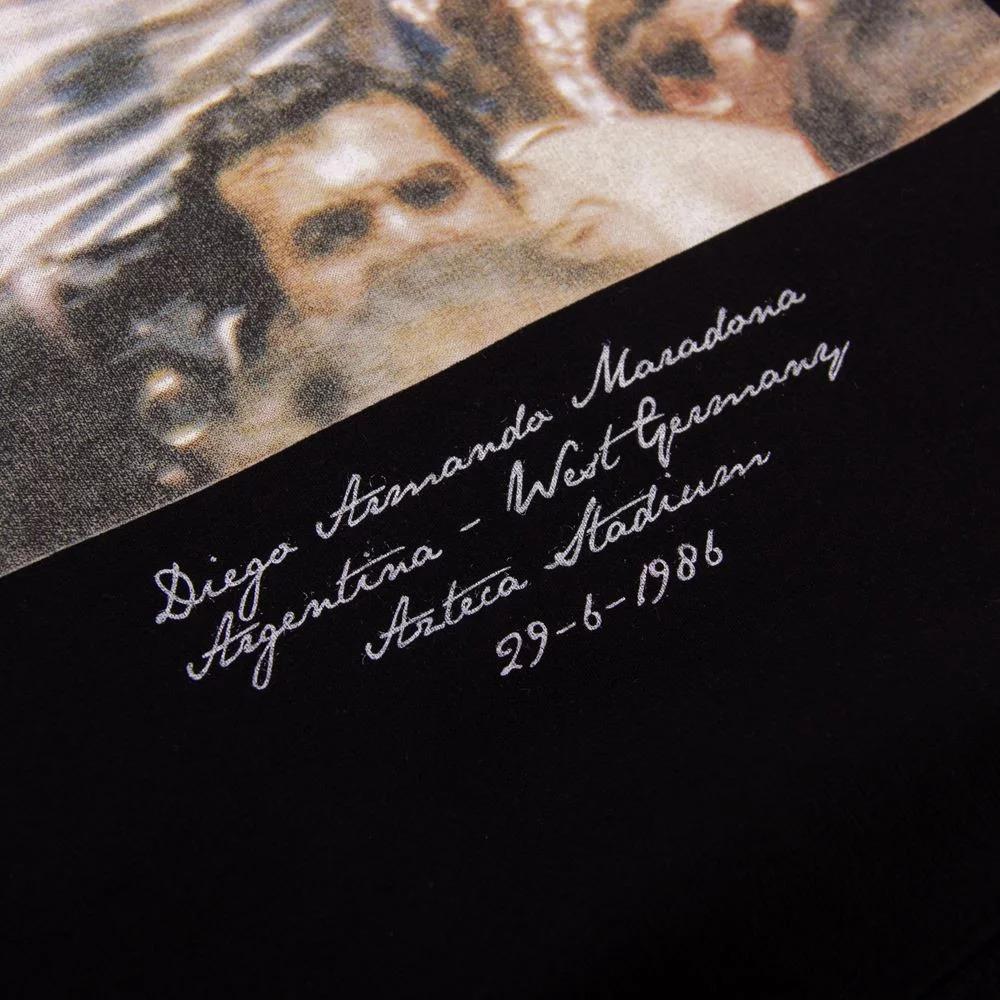 Diego Armando Maradona
Argentina - West Germany
Azteca Stadium
29-6-1986